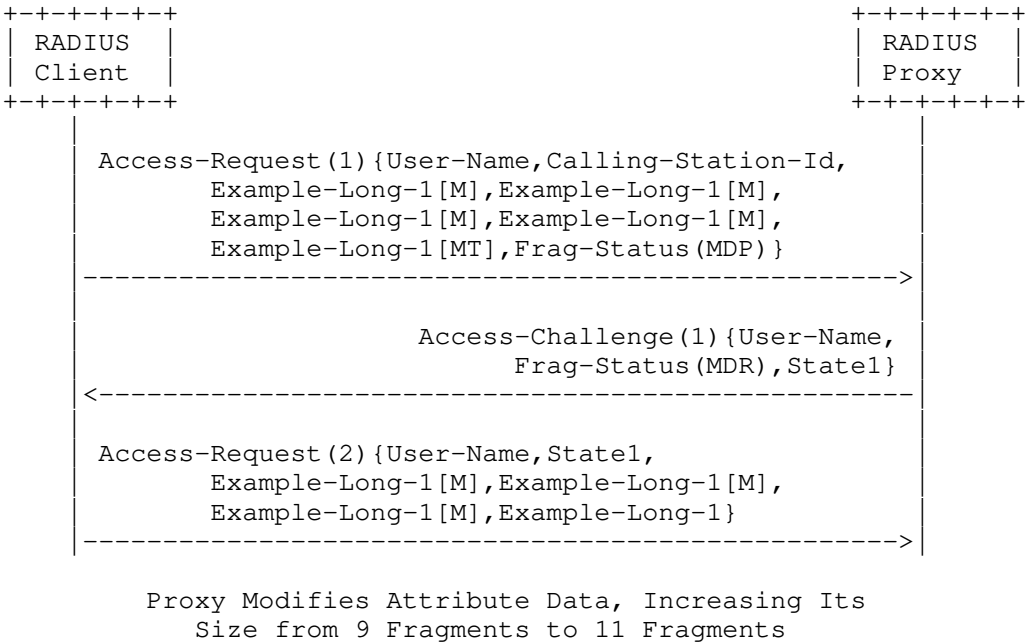 +-+-+-+-+-+ +-+-+-+-+-+
| RADIUS | | RADIUS |
| Client | | Proxy |
+-+-+-+-+-+ +-+-+-+-+-+
Access-Request(1){User-Name,Calling-Station-Id,
Example-Long-1[M],Example-Long-1[M],
Example-Long-1[M],Example-Long-1[M],
Example-Long-1[MT],Frag-Status(MDP)}
Access-Challenge(1){User-Name,
Frag-Status(MDR),State1}
Access-Request(2){User-Name,State1,
Example-Long-1[M],Example-Long-1[M],
Example-Long-1[M],Example-Long-1}
Proxy Modifies Attribute Data, Increasing Its
Size from 9 Fragments to 11 Fragments